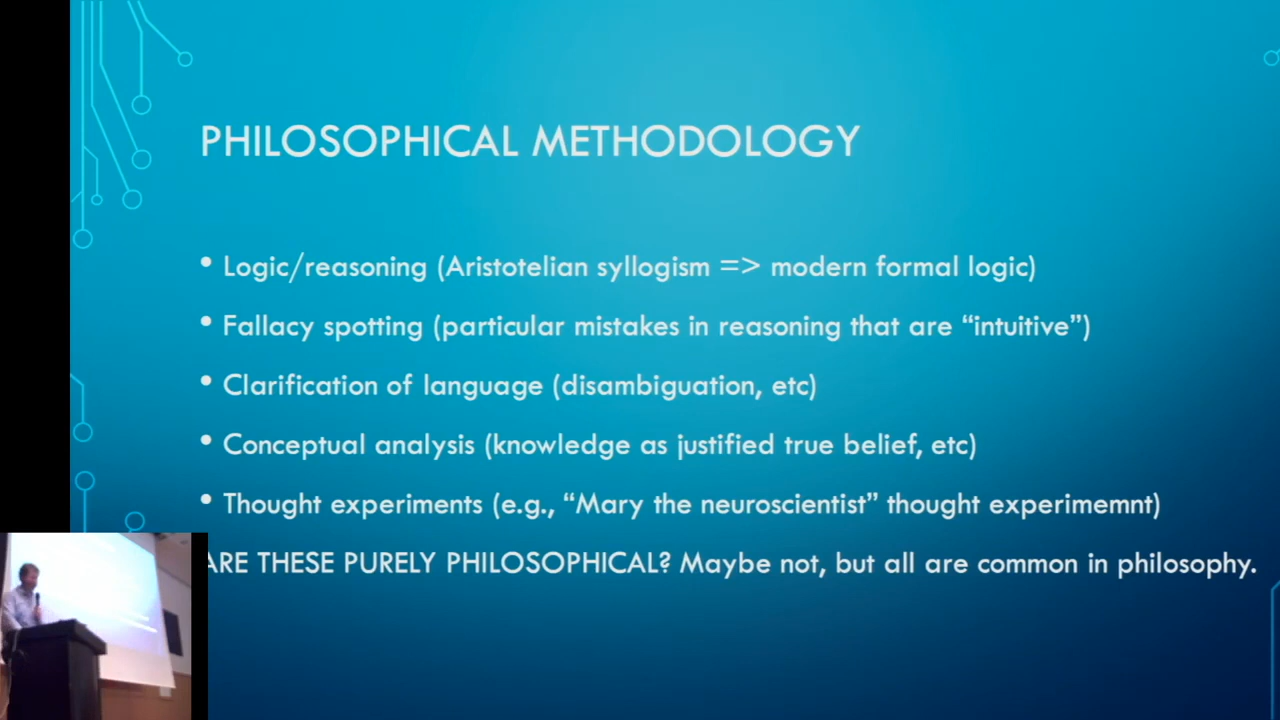 PHILOSOPHICAL METHODOLOGY
• Logic/reasoning (Aristotelian syllogism => modern formal logic)
• Fallacy spotting (particular mistakes in reasoning that are “intuitive”)
• Clarification of language (disambiguation, etc)
• Conceptual analysis (knowledge as justified true belief, etc)
• Thought experiments (e.g., “Mary the neuroscientist” thought experimemnt)
ARE THESE PURELY PHILOSOPHICAL? Maybe not, but all are common in philosophy.